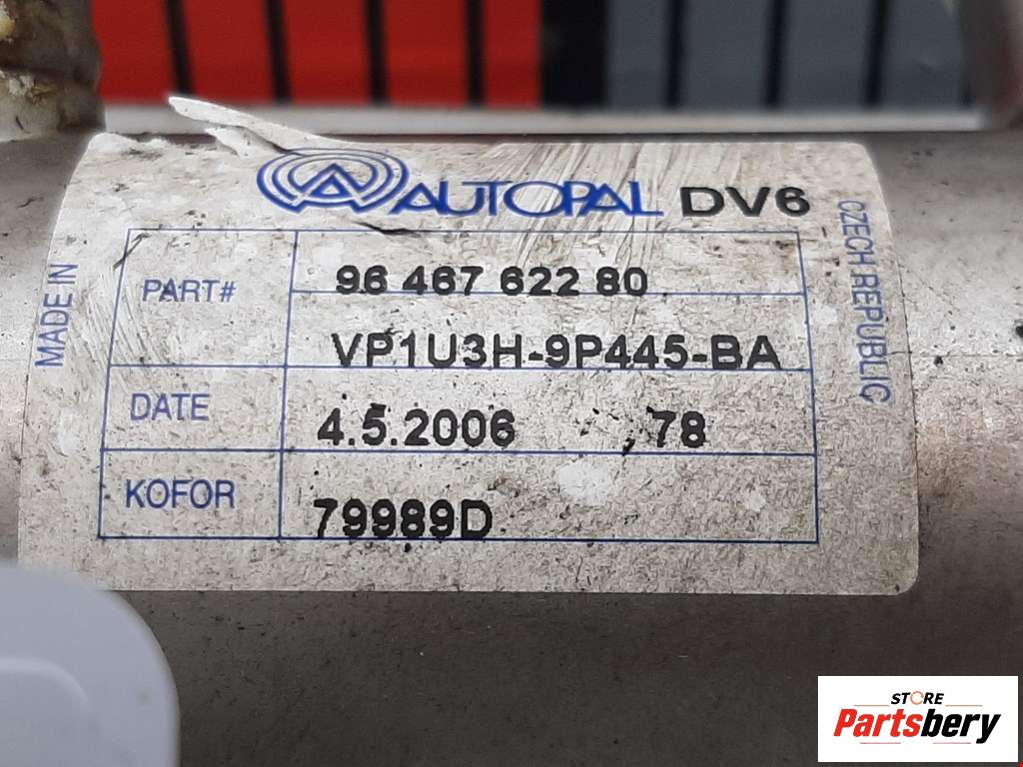 AUTOPAL DV6
MADE IN
CZECH REPUBLIC
PART# 96 467 622 80
VP1U3H-9P445-BA
DATE 4.5.2006 78
KOFOR 79989D
STORE
Partsbery